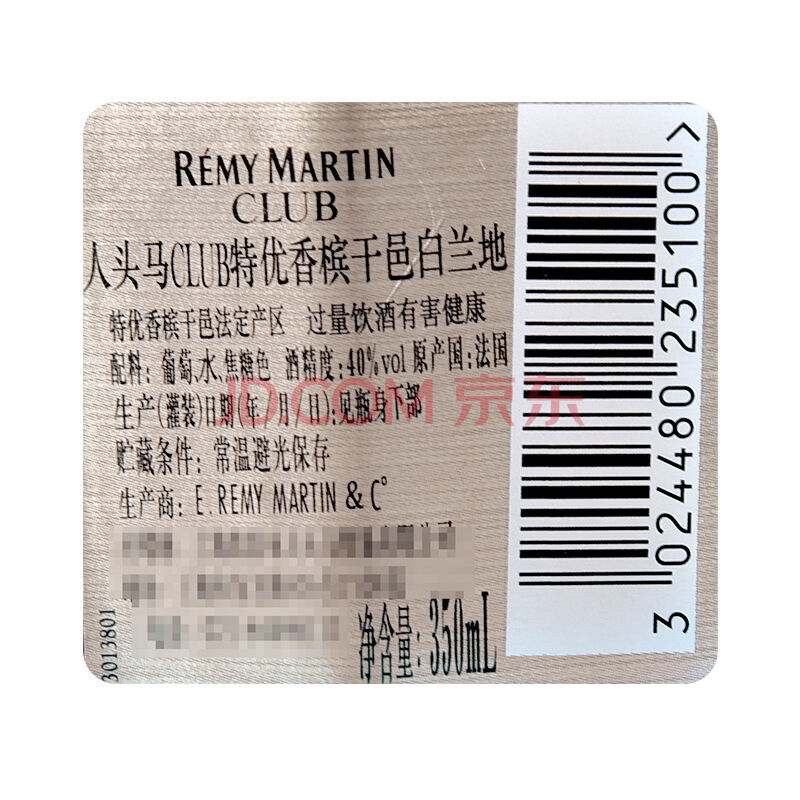 RÉMY MARTIN
CLUB
人头马CLUB特优香槟干邑白兰地
特优香槟干邑法定产区 过量饮酒有害健康
配料：葡萄,水,焦糖色 酒精度：40%vol 原产国：法国
生产(灌装)日期(年/月/日):见瓶身下部
贮藏条件：常温避光保存
生产商：E. REMY MARTIN & C°
净含量：350mL
3013801
3 024480 235100 >
JD.COM 京东